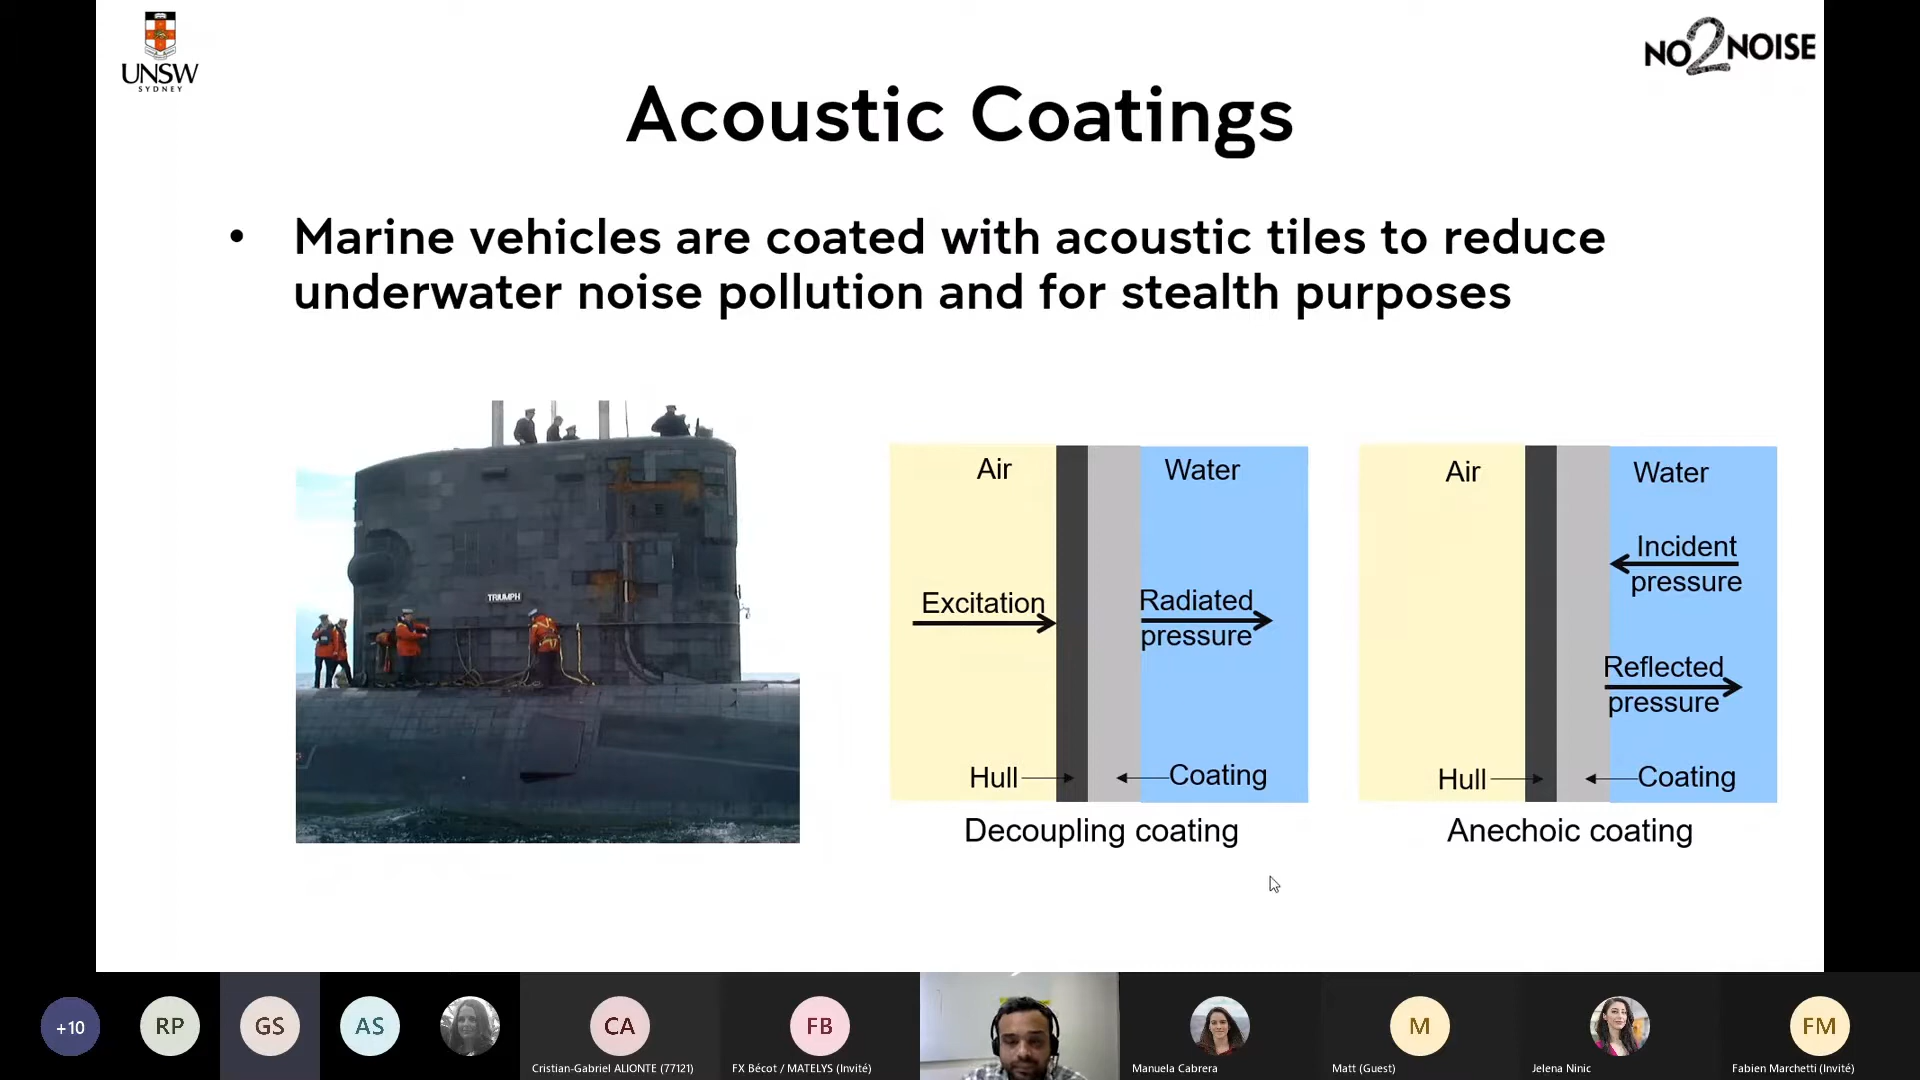 UNSW
SYDNEY
NO2NOISE
Acoustic Coatings
• Marine vehicles are coated with acoustic tiles to reduce
underwater noise pollution and for stealth purposes
TRIUMPH
Air
Water
Excitation
Radiated
pressure
Hull
Coating
Decoupling coating
Air
Water
Incident
pressure
Reflected
pressure
Hull
Coating
Anechoic coating
+10
RP
GS
AS
CA
Cristian-Gabriel ALIONTE (77121)
FB
FX Bécot / MATELYS (Invité)
Manuela Cabrera
M
Matt (Guest)
Jelena Ninic
FM
Fabien Marchetti (Invité)